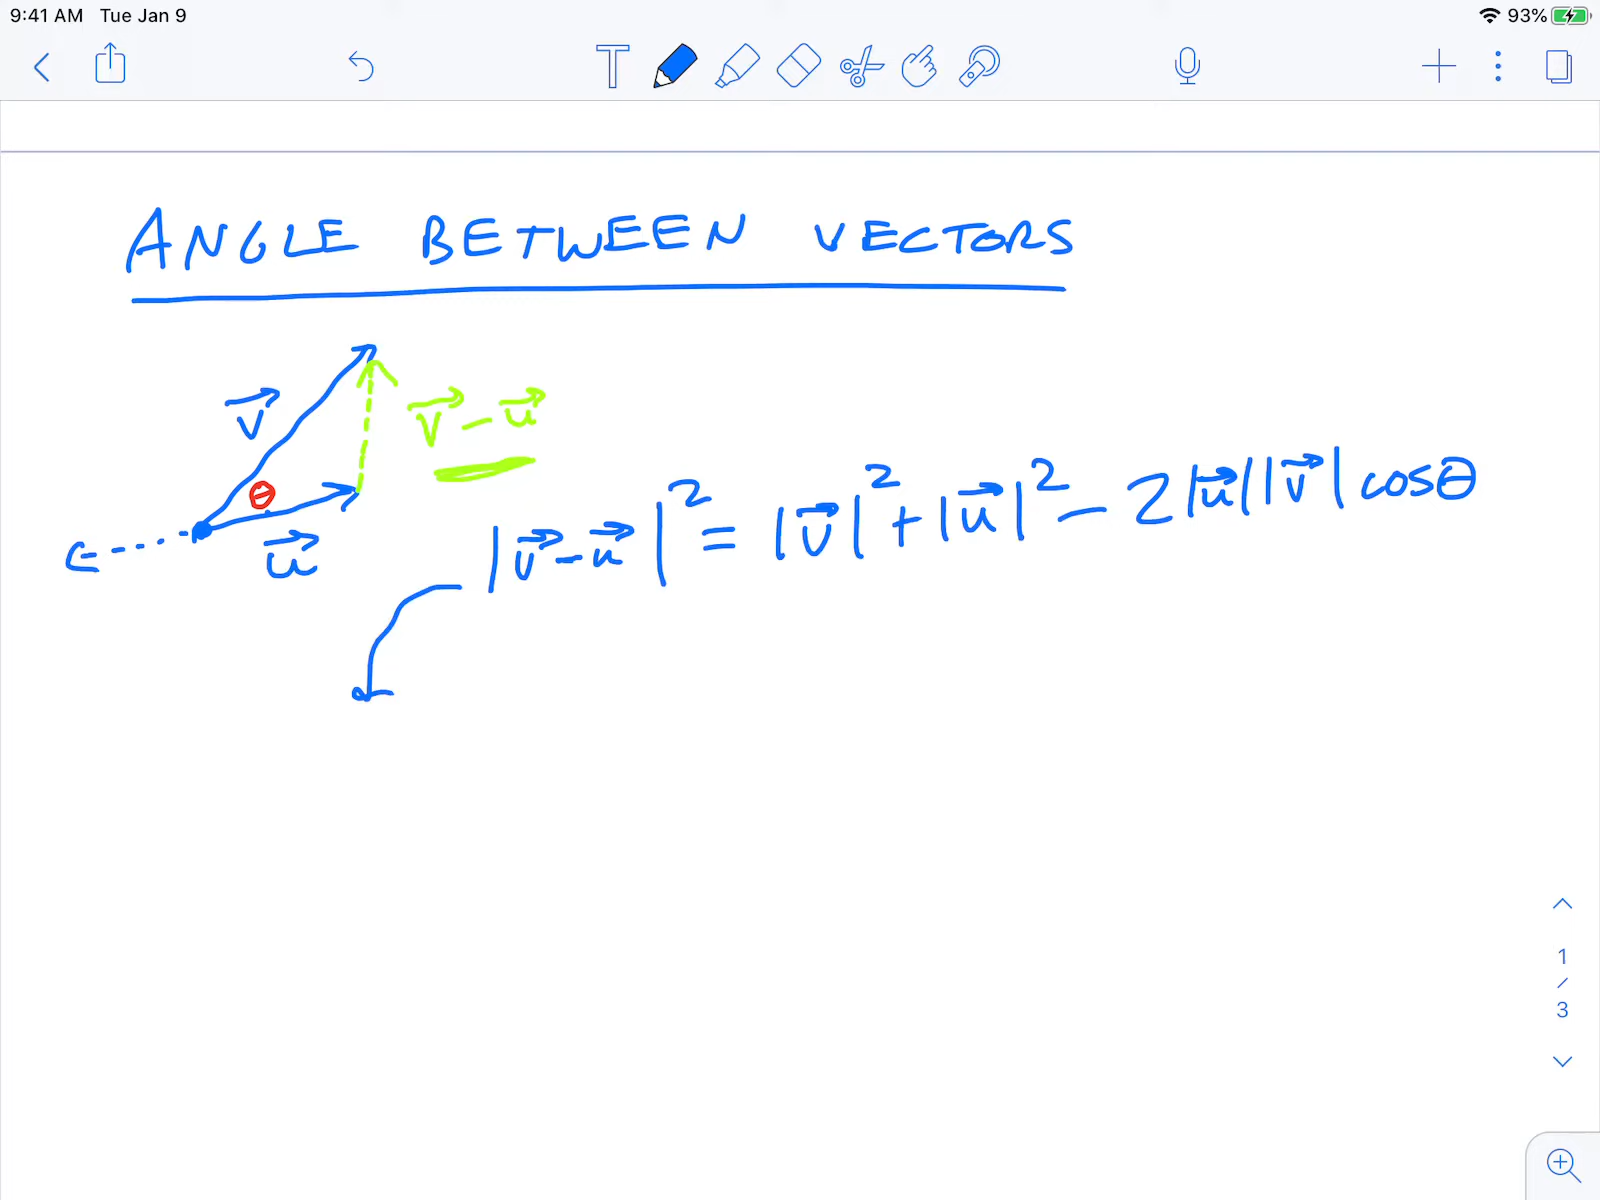 9:41 AM Tue Jan 9 93%
T
ANGLE BETWEEN VECTORS
v⃗
v⃗ - u⃗
θ
u⃗
|v⃗ - u⃗|² = |v⃗|² + |u⃗|² - 2|u⃗||v⃗| cosθ
1
/
3